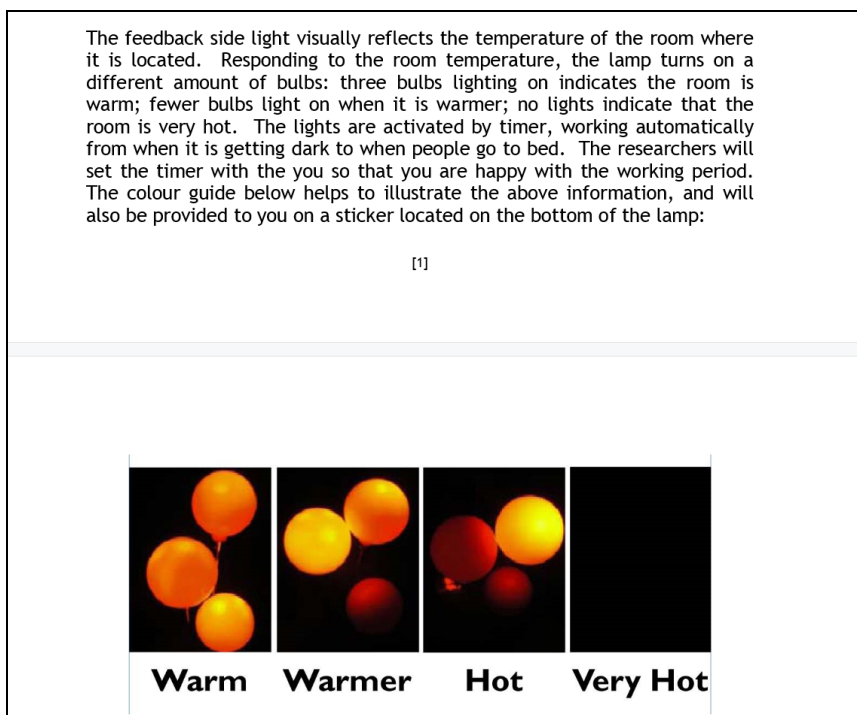 The feedback side light visually reflects the temperature of the room where
it is located. Responding to the room temperature, the lamp turns on a
different amount of bulbs: three bulbs lighting on indicates the room is
warm; fewer bulbs light on when it is warmer; no lights indicate that the
room is very hot. The lights are activated by timer, working automatically
from when it is getting dark to when people go to bed. The researchers will
set the timer with the you so that you are happy with the working period.
The colour guide below helps to illustrate the above information, and will
also be provided to you on a sticker located on the bottom of the lamp:
[1]
Warm Warmer Hot Very Hot